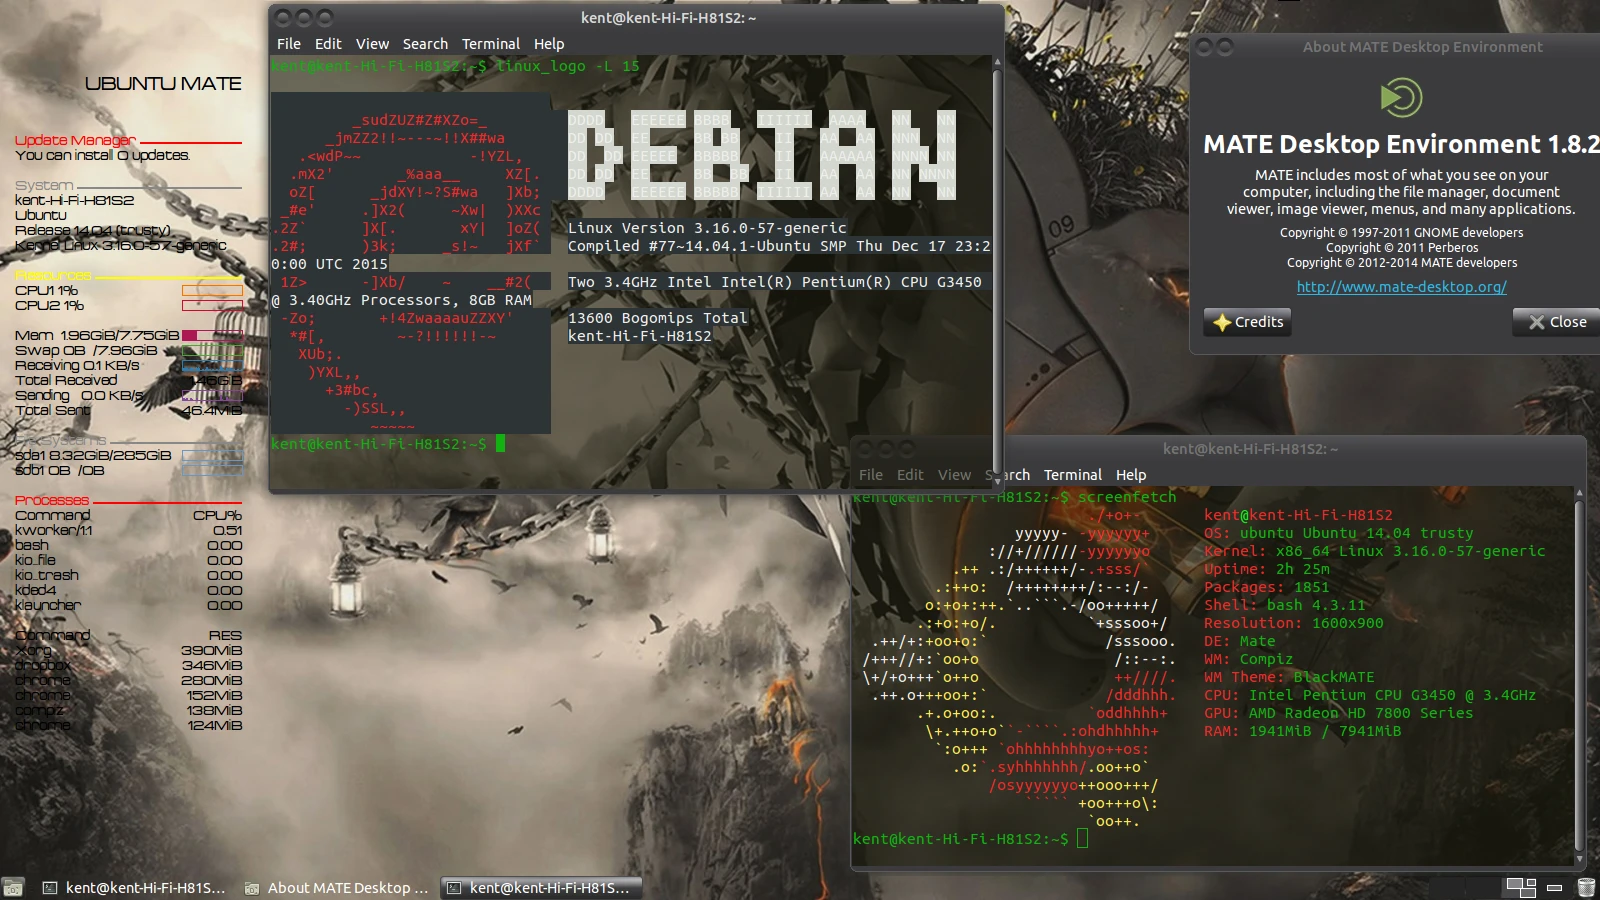 UBUNTU MATE
Update Manager
You can install 0 updates.
System
kent-Hi-Fi-H81S2
Ubuntu
Release 14.04 (trusty)
Kernel Linux 3.16.0-57-generic
Resources
CPU1 1%
CPU2 1%
Mem 1.96GiB/7.75GiB
Swap 0B /7.96GiB
Receiving 0.1 KB/s
Total Received
Sending 0.0 KB/s
Total Sent 46.4MiB
sda1 8.32GiB/285GiB
sdb1 0B /0B
Processes
Command CPU%
kworker/1:1 0.51
bash 0.00
kio_file 0.00
kio_trash 0.00
kded4 0.00
klauncher 0.00
Command RES
Xorg 390MiB
dropbox 346MiB
chrome 280MiB
chrome 152MiB
compiz 138MiB
chrome 124MiB
kent@kent-Hi-Fi-H81S2: ~
File Edit View Search Terminal Help
kent@kent-Hi-Fi-H81S2:~$ linux_logo -L 15
DEBIAN
Linux Version 3.16.0-57-generic
Compiled #77~14.04.1-Ubuntu SMP Thu Dec 17 23:2
0:00 UTC 2015
Two 3.4GHz Intel Intel(R) Pentium(R) CPU G3450
@ 3.40GHz Processors, 8GB RAM
13600 Bogomips Total
kent-Hi-Fi-H81S2
kent@kent-Hi-Fi-H81S2:~$
About MATE Desktop Environment
MATE Desktop Environment 1.8.2
MATE includes most of what you see on your
computer, including the file manager, document
viewer, image viewer, menus, and many applications.
Copyright © 1997-2011 GNOME developers
Copyright © 2011 Perberos
Copyright © 2012-2014 MATE developers
http://www.mate-desktop.org/
Credits
Close
kent@kent-Hi-Fi-H81S2: ~
File Edit View Search Terminal Help
kent@kent-Hi-Fi-H81S2:~$ screenfetch
kent@kent-Hi-Fi-H81S2
OS: ubuntu Ubuntu 14.04 trusty
Kernel: x86_64 Linux 3.16.0-57-generic
Uptime: 2h 25m
Packages: 1851
Shell: bash 4.3.11
Resolution: 1600x900
DE: Mate
WM: Compiz
WM Theme: BlackMATE
CPU: Intel Pentium CPU G3450 @ 3.4GHz
GPU: AMD Radeon HD 7800 Series
RAM: 1941MiB / 7941MiB
kent@kent-Hi-Fi-H81S2:~$
09
kent@kent-Hi-Fi-H81S...
About MATE Desktop ...
kent@kent-Hi-Fi-H81S...